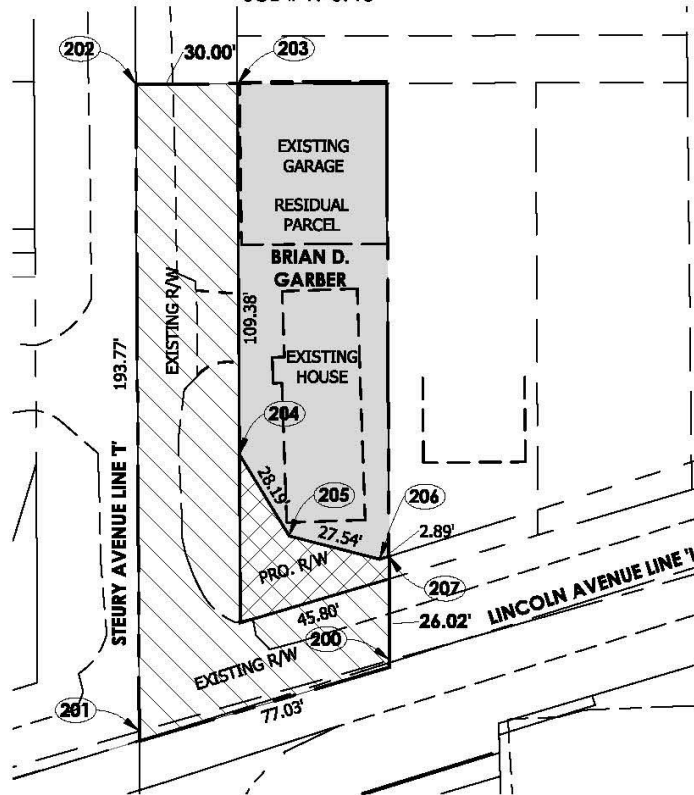 202
30.00'
203
EXISTING
GARAGE
RESIDUAL
PARCEL
BRIAN D.
GARBER
EXISTING R/W
109.38'
EXISTING
HOUSE
193.77'
204
28.19'
205
206
27.54'
2.89'
STEURY AVENUE LINE 'T'
PRO. R/W
207
45.80'
LINCOLN AVENUE LINE
26.02'
200
EXISTING R/W
201
77.03'